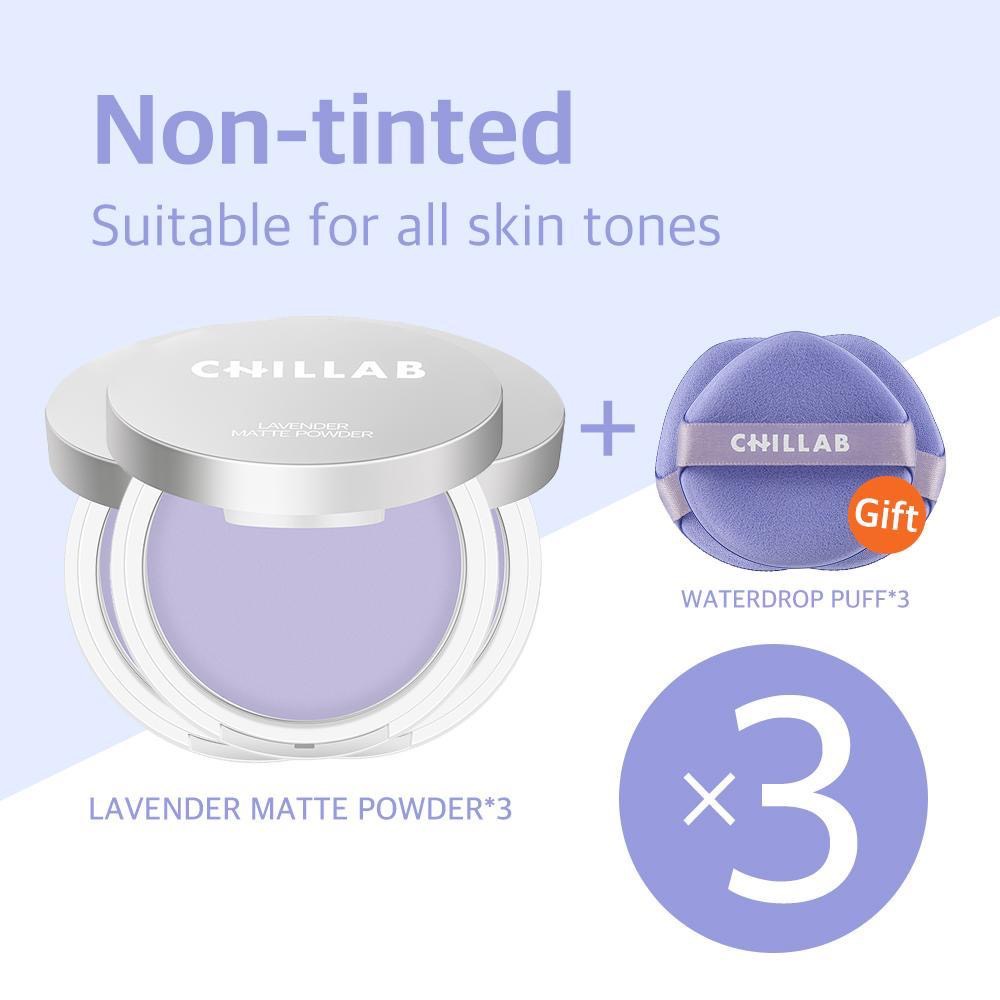 Non-tinted
Suitable for all skin tones
CHILLAB
LAVENDER
MATTE POWDER
+
CHILLAB
Gift
WATERDROP PUFF*3
LAVENDER MATTE POWDER*3
×3